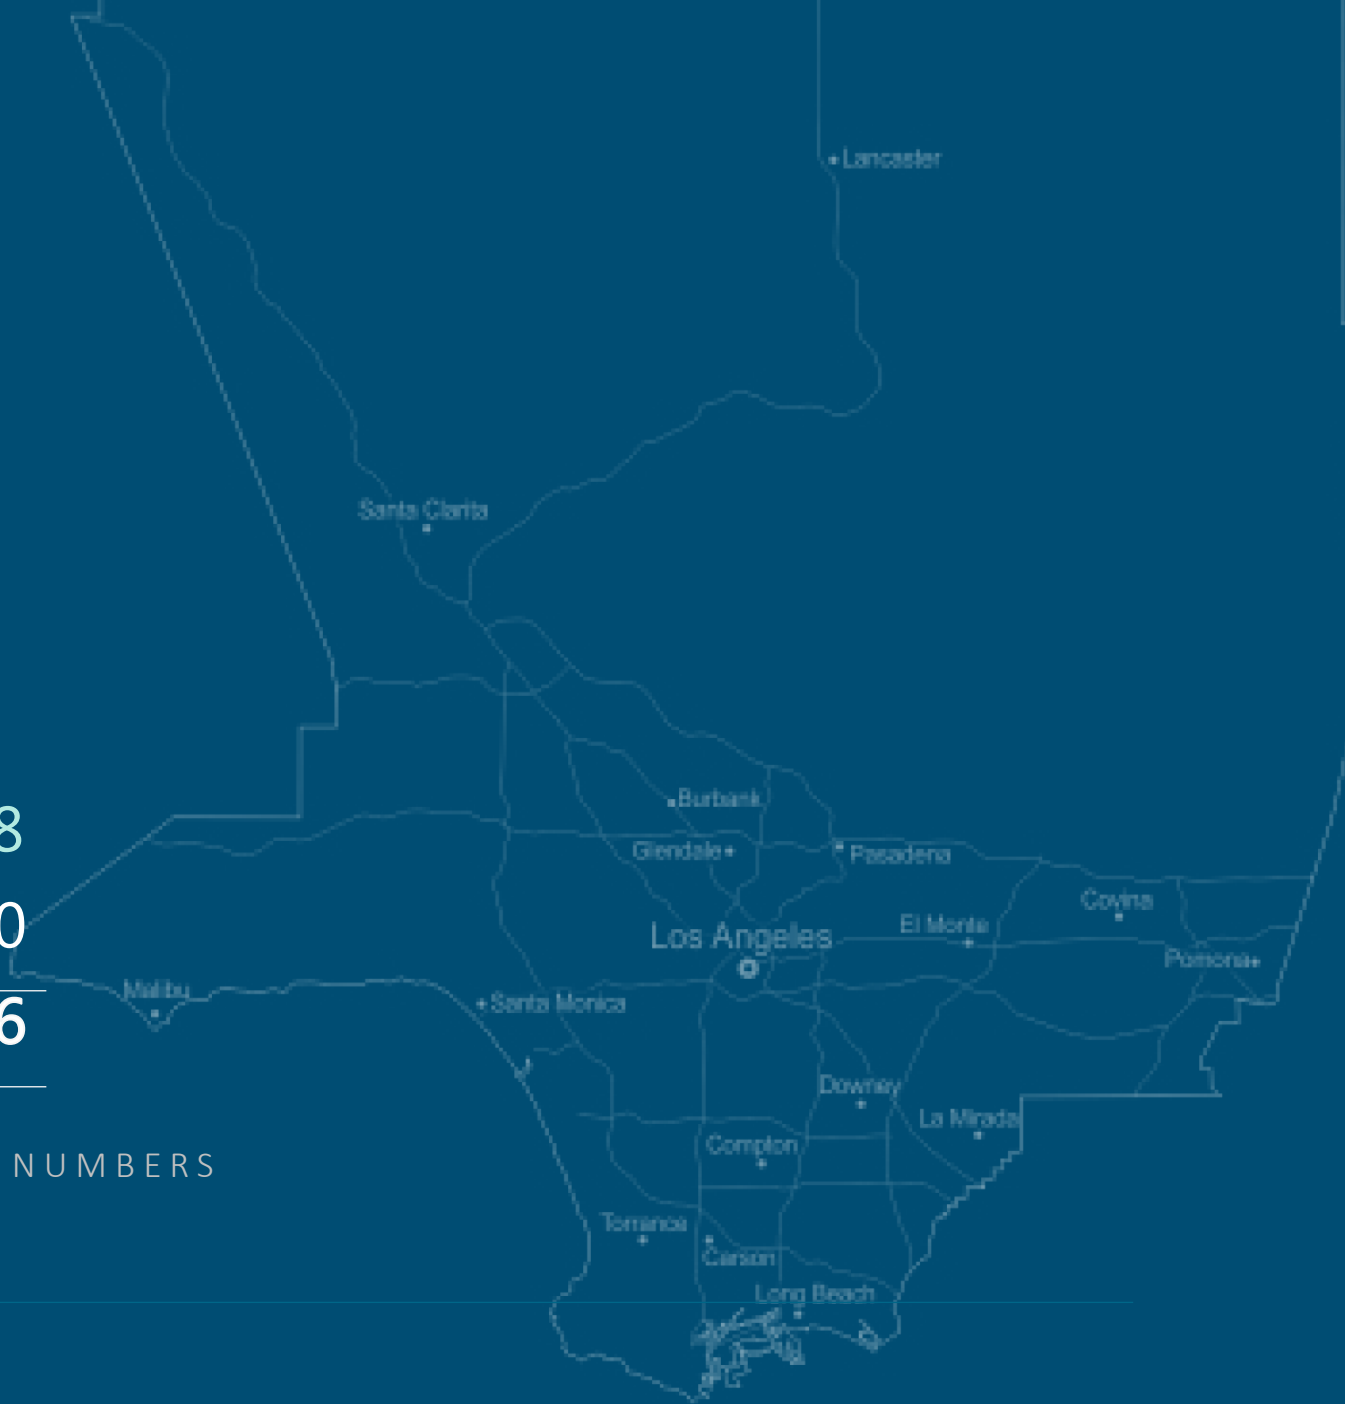 Lancaster
Santa Clarita
Burbank
8
Glendale
Pasadena
Covina
0
El Monte
Los Angeles
Pomona
Malibu
Santa Monica
6
Downey
La Mirada
Compton
NUMBERS
Torrance
Carson
Long Beach